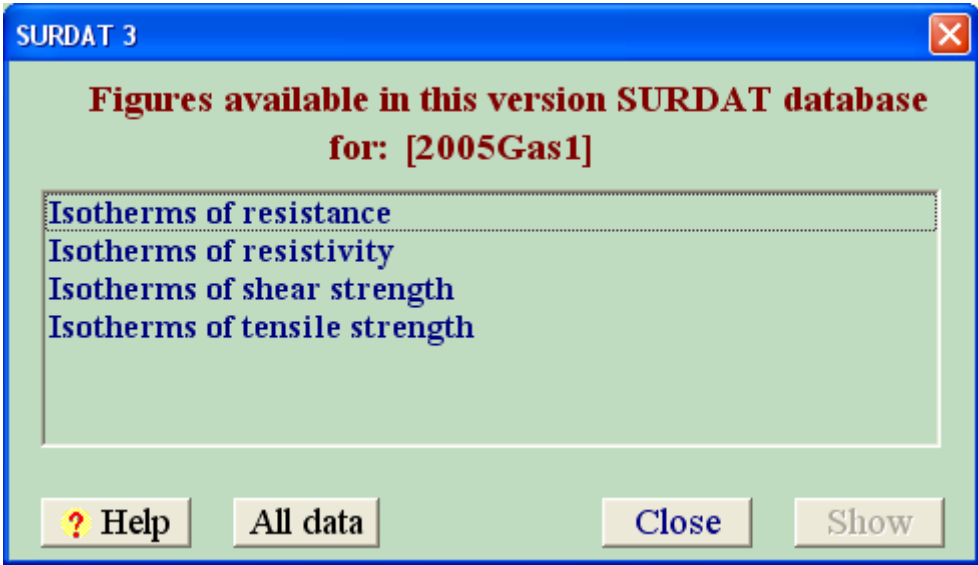 SURDAT 3
Figures available in this version SURDAT database
for: [2005Gas1]
Isotherms of resistance
Isotherms of resistivity
Isotherms of shear strength
Isotherms of tensile strength
? Help All data Close Show